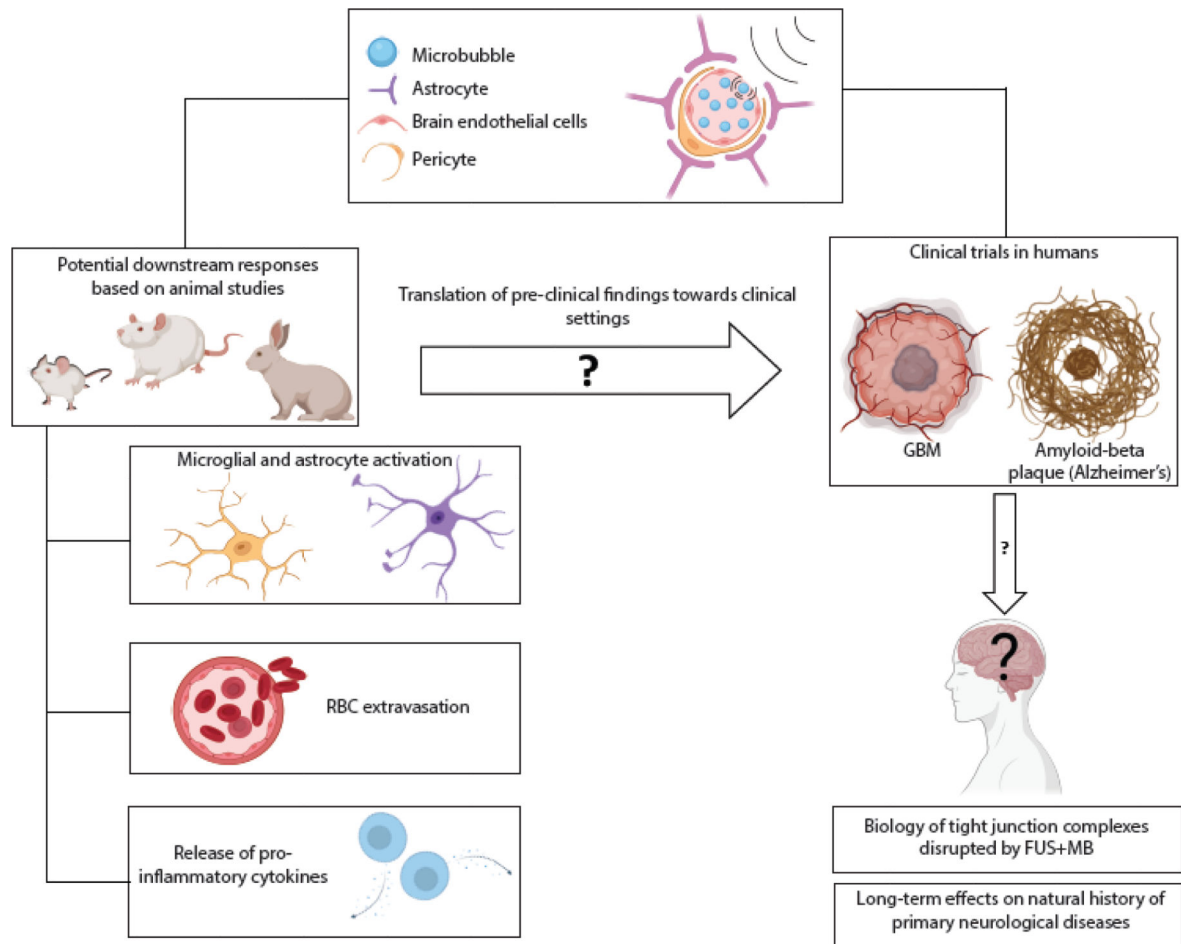 Microbubble
Astrocyte
Brain endothelial cells
Pericyte
Potential downstream responses
based on animal studies
Translation of pre-clinical findings towards clinical
settings
?
Clinical trials in humans
GBM
Amyloid-beta
plaque (Alzheimer's)
Microglial and astrocyte activation
?
RBC extravasation
?
Release of pro-
inflammatory cytokines
Biology of tight junction complexes
disrupted by FUS+MB
Long-term effects on natural history of
primary neurological diseases